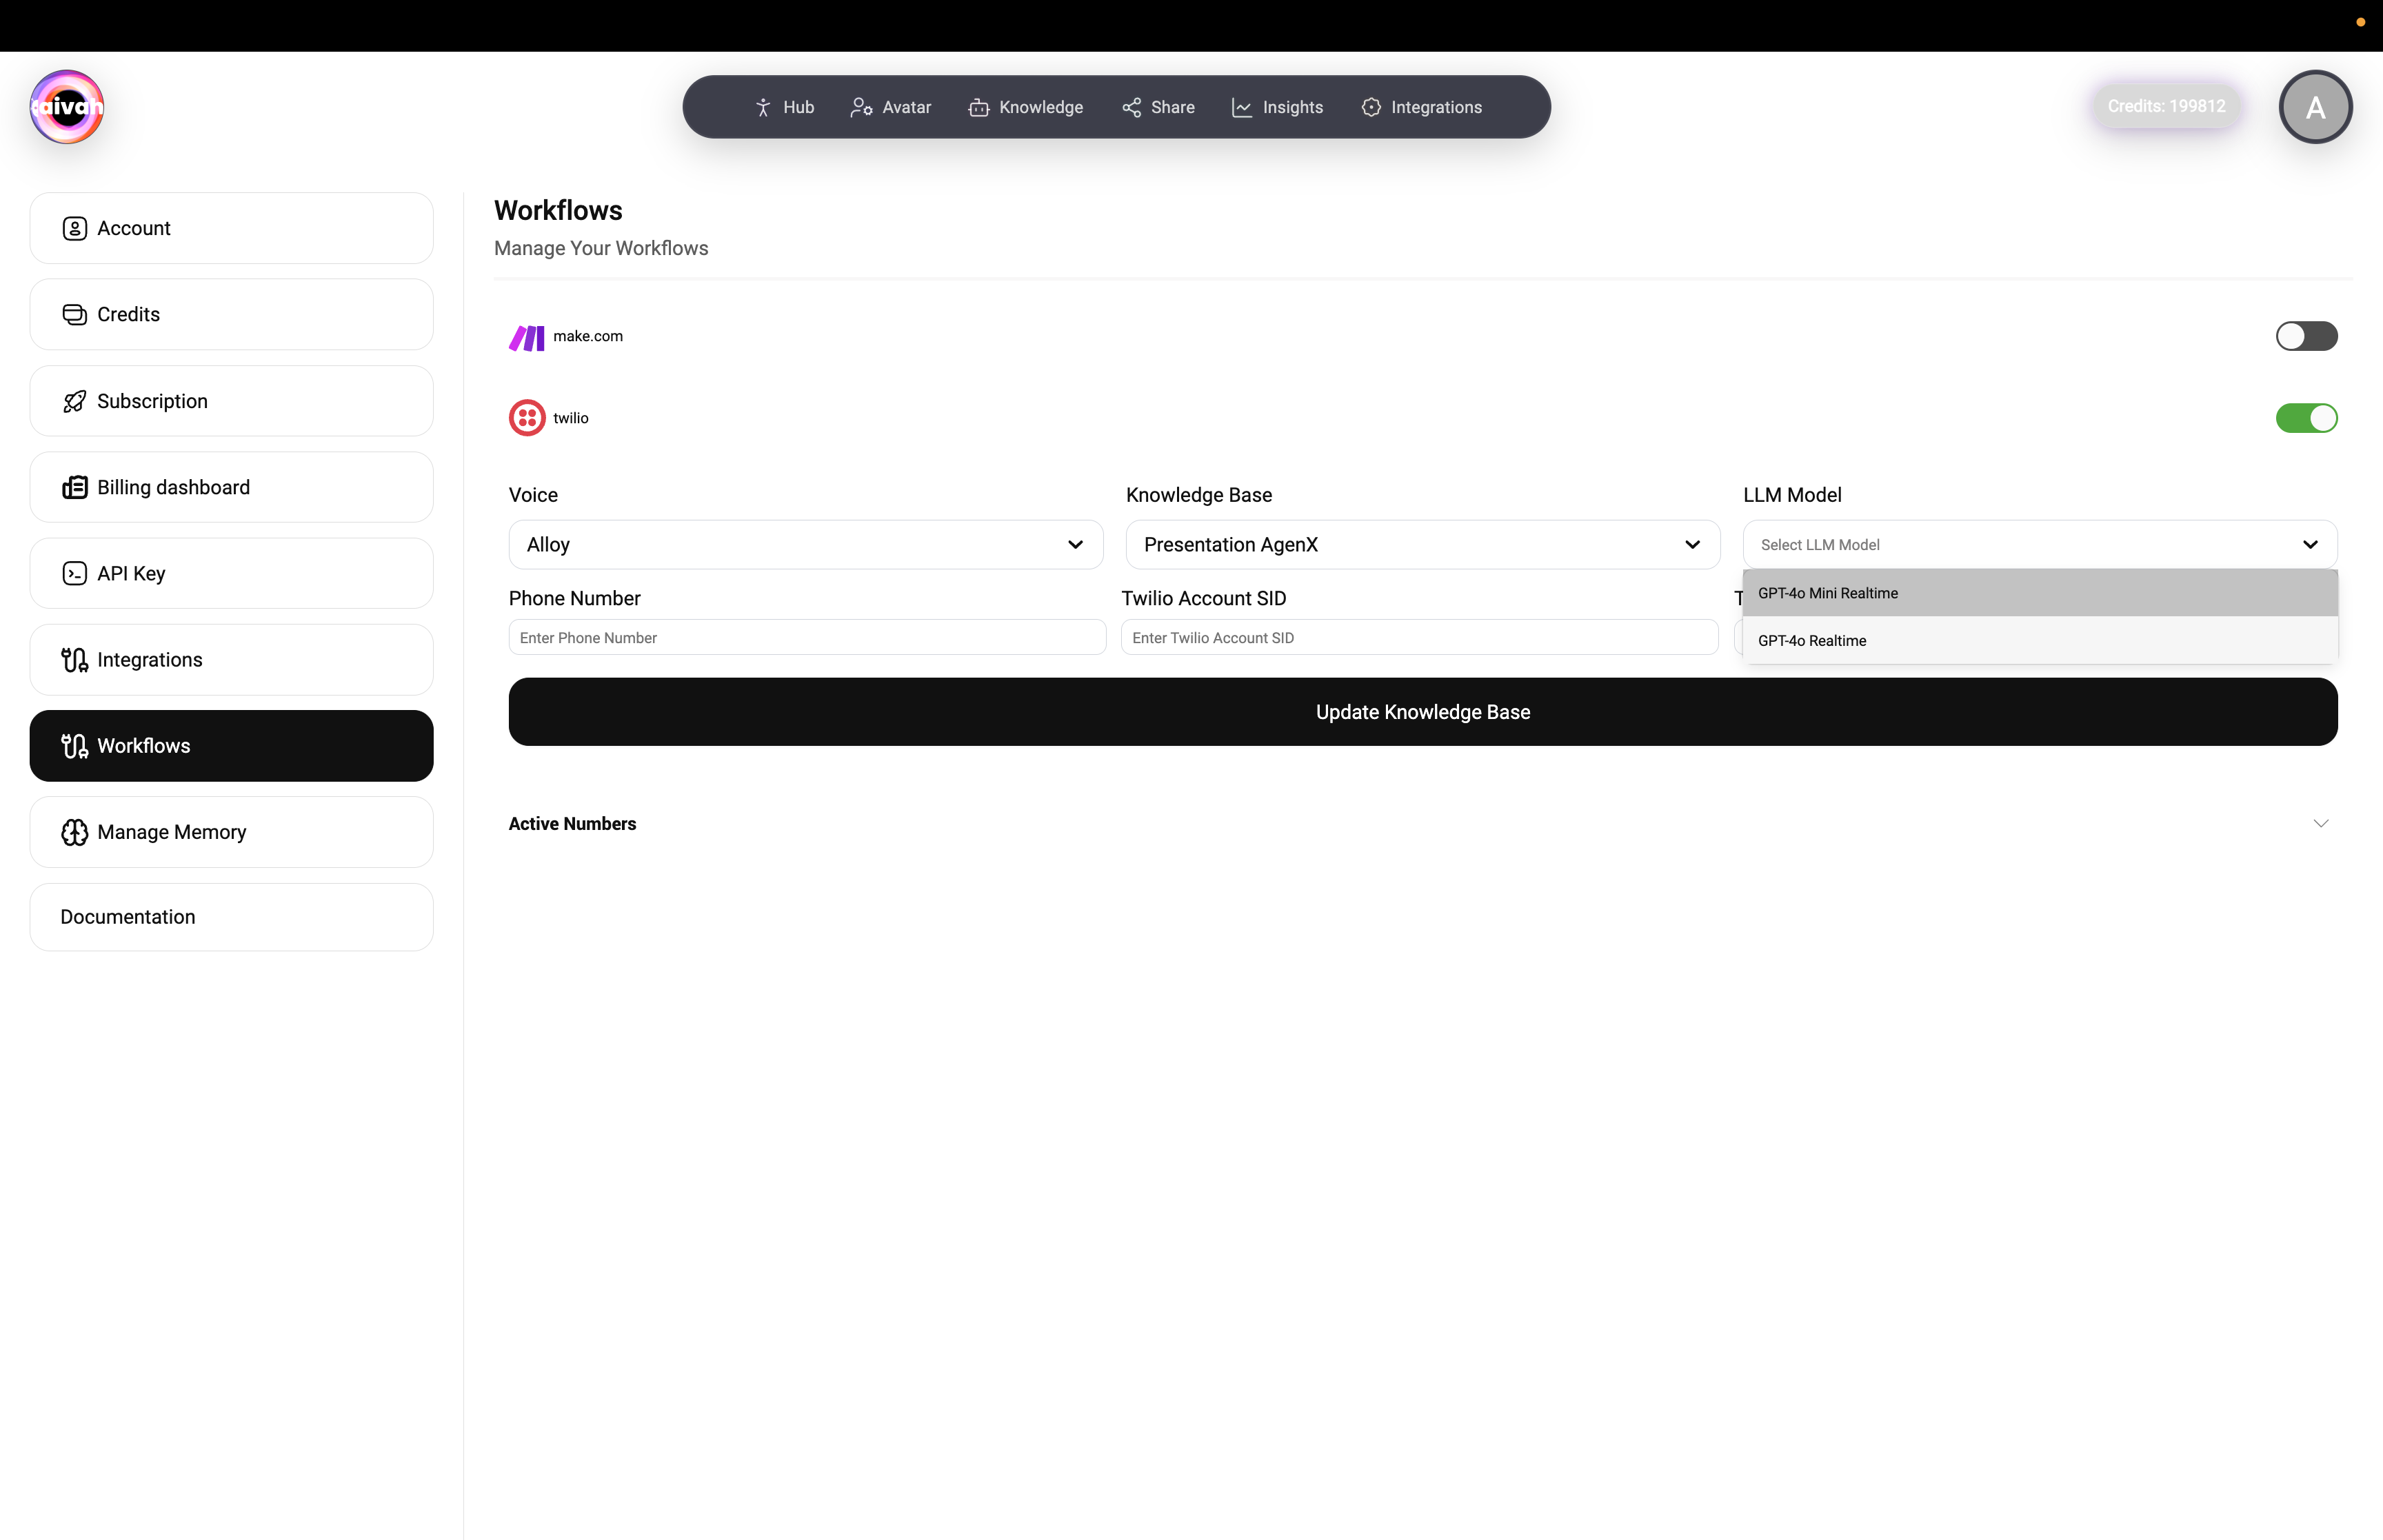 aivah
Hub
Avatar
Knowledge
Share
Insights
Integrations
Credits: 199812
A
Account
Credits
Subscription
Billing dashboard
API Key
Integrations
Workflows
Manage Memory
Documentation
Workflows
Manage Your Workflows
make.com
twilio
Voice
Knowledge Base
LLM Model
Alloy
Presentation AgenX
Select LLM Model
GPT-4o Mini Realtime
GPT-4o Realtime
Phone Number
Twilio Account SID
T
Enter Phone Number
Enter Twilio Account SID
Update Knowledge Base
Active Numbers